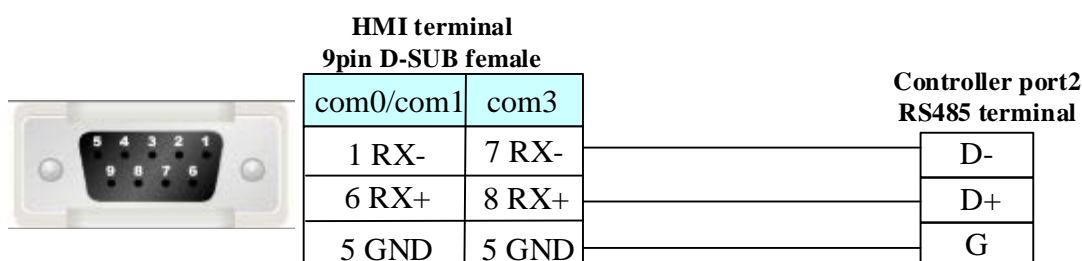 HMI terminal
9pin D-SUB female
Controller port2
RS485 terminal
com0/com1 com3
5 4 3 2 1
9 8 7 6
1 RX- 7 RX- D-
6 RX+ 8 RX+ D+
5 GND 5 GND G